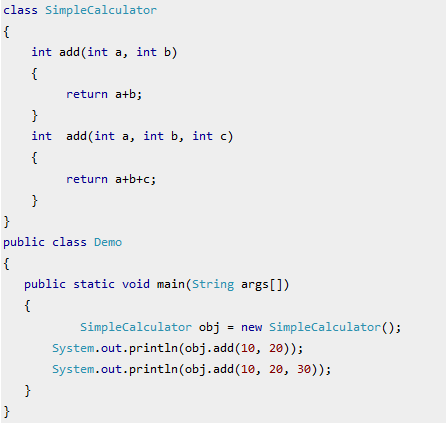 class SimpleCalculator
{
    int add(int a, int b)
    {
         return a+b;
    }
    int  add(int a, int b, int c)
    {
         return a+b+c;
    }
}
public class Demo
{
   public static void main(String args[])
   {
           SimpleCalculator obj = new SimpleCalculator();
       System.out.println(obj.add(10, 20));
       System.out.println(obj.add(10, 20, 30));
   }
}